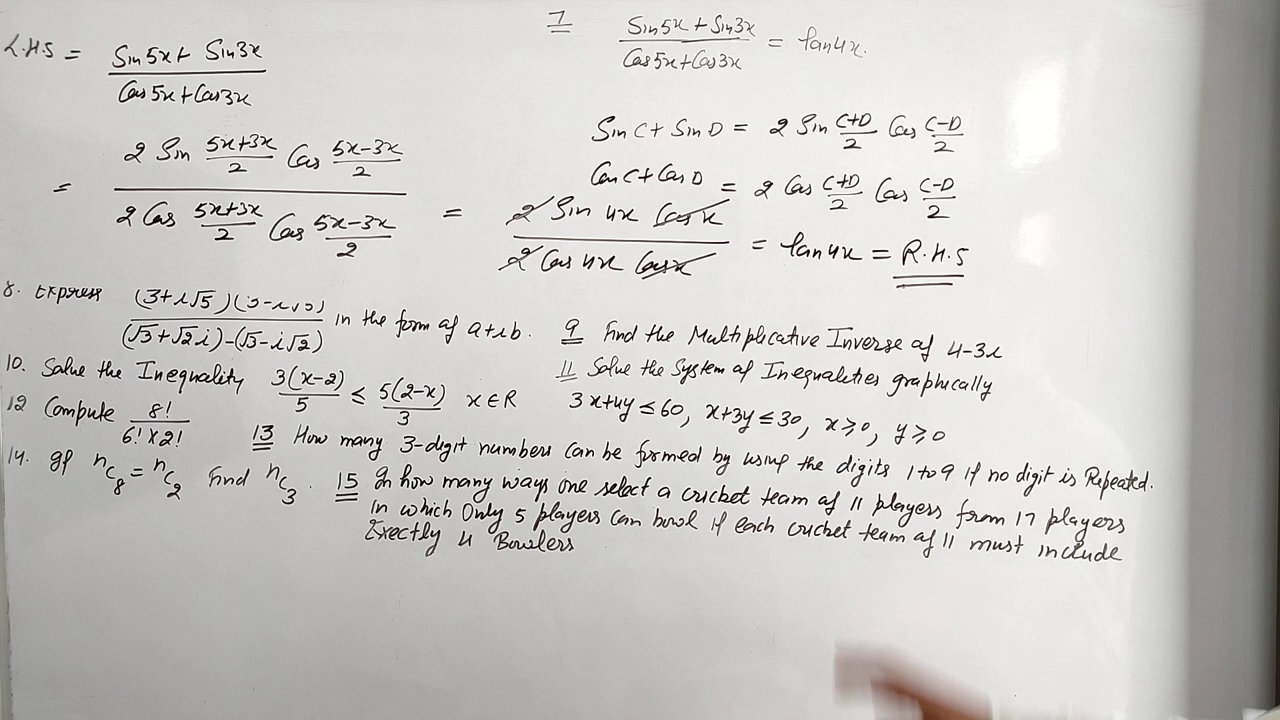 7 (Sin5x + Sin3x)/(Cos5x + Cos3x) = tan4x.
L.H.S = (Sin5x + Sin3x)/(Cos5x + Cos3x)
SinC + SinD = 2 Sin (C+D)/2 Cos (C-D)/2
CosC + CosD = 2 Cos (C+D)/2 Cos (C-D)/2
= (2 Sin (5x+3x)/2 Cos (5x-3x)/2)/(2 Cos (5x+3x)/2 Cos (5x-3x)/2) = (2 Sin 4x Cos x)/(2 Cos 4x Cos x) = tan4x = R.H.S
8. Express ((3+i√5)(3-i√5))/((√3+√2i)-(√3-i√2)) in the form of a+ib.
9 Find the Multiplicative Inverse of 4-3i
10. Solve the Inequality 3(x-2)/5 ≤ 5(2-x)/3 x∈R
11 Solve the System of Inequalities graphically
3x+4y ≤ 60, x+3y ≤ 30, x ≥ 0, y ≥ 0
12 Compute 8!/(6! × 2!)
13 How many 3-digit numbers can be formed by using the digits 1 to 9 if no digit is Repeated.
14. If nC8 = nC2 Find nC3.
15 In how many ways one select a cricket team of 11 players from 17 players
in which Only 5 players can bowl if each cricket team of 11 must include
Exectly 4 Bowlers